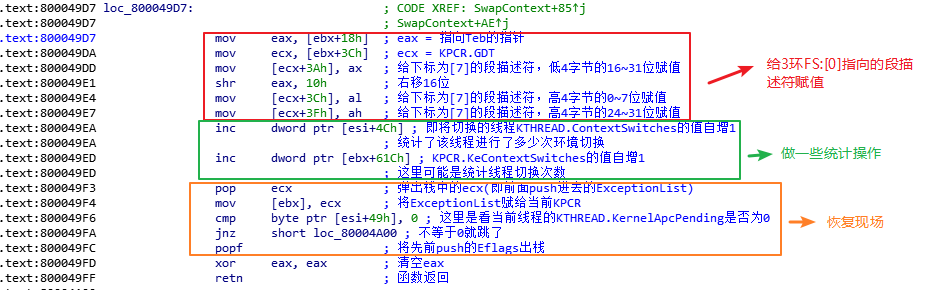 .text:800049D7 loc_800049D7: ; CODE XREF: SwapContext+85↑j
.text:800049D7 ; SwapContext+AE↑j
.text:800049D7 mov eax, [ebx+18h] ; eax = 指向Teb的指针
.text:800049DA mov ecx, [ebx+3Ch] ; ecx = KPCR.GDT
.text:800049DD mov [ecx+3Ah], ax ; 给下标为[7]的段描述符，低4字节的16~31位赋值
.text:800049E1 shr eax, 10h ; 右移16位
.text:800049E4 mov [ecx+3Ch], al ; 给下标为[7]的段描述符，高4字节的0~7位赋值
.text:800049E7 mov [ecx+3Fh], ah ; 给下标为[7]的段描述符，高4字节的24~31位赋值
给3环FS:[0]指向的段描
述符赋值
.text:800049EA inc dword ptr [esi+4Ch] ; 即将切换的线程KTHREAD.ContextSwitches的值自增1
.text:800049EA ; 统计了该线程进行了多少次环境切换
.text:800049ED inc dword ptr [ebx+61Ch] ; KPCR.KeContextSwitches的值自增1
.text:800049ED ; 这里可能是统计线程切换次数
做一些统计操作
.text:800049F3 pop ecx ; 弹出栈中的ecx(即前面push进去的ExceptionList)
.text:800049F4 mov [ebx], ecx ; 将ExceptionList赋给当前KPCR
.text:800049F6 cmp byte ptr [esi+49h], 0 ; 这里是看当前线程的KTHREAD.KernelApcPending是否为0
.text:800049FA jnz short loc_80004A00 ; 不等于0就跳了
.text:800049FC popf ; 将先前push的Eflags出栈
恢复现场
.text:800049FD xor eax, eax ; 清空eax
.text:800049FF retn ; 函数返回